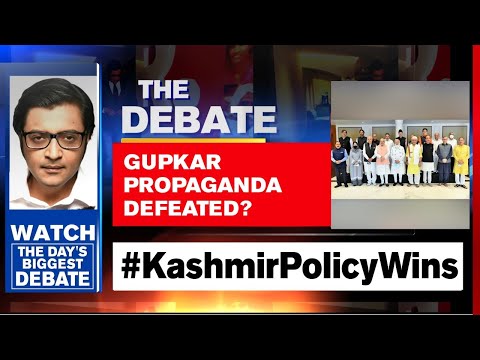 THE
DEBATE
GUPKAR
PROPAGANDA
DEFEATED?
WATCH
THE DAY'S
BIGGEST
DEBATE
#KashmirPolicyWins